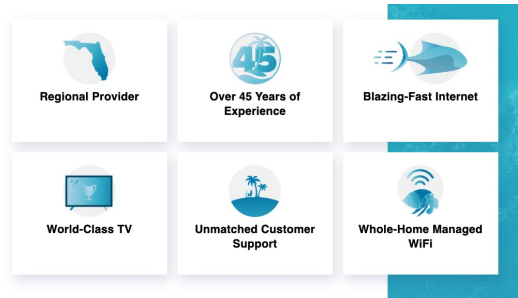 45
Regional Provider
Over 45 Years of
Experience
Blazing-Fast Internet
World-Class TV
Unmatched Customer
Support
Whole-Home Managed
WiFi